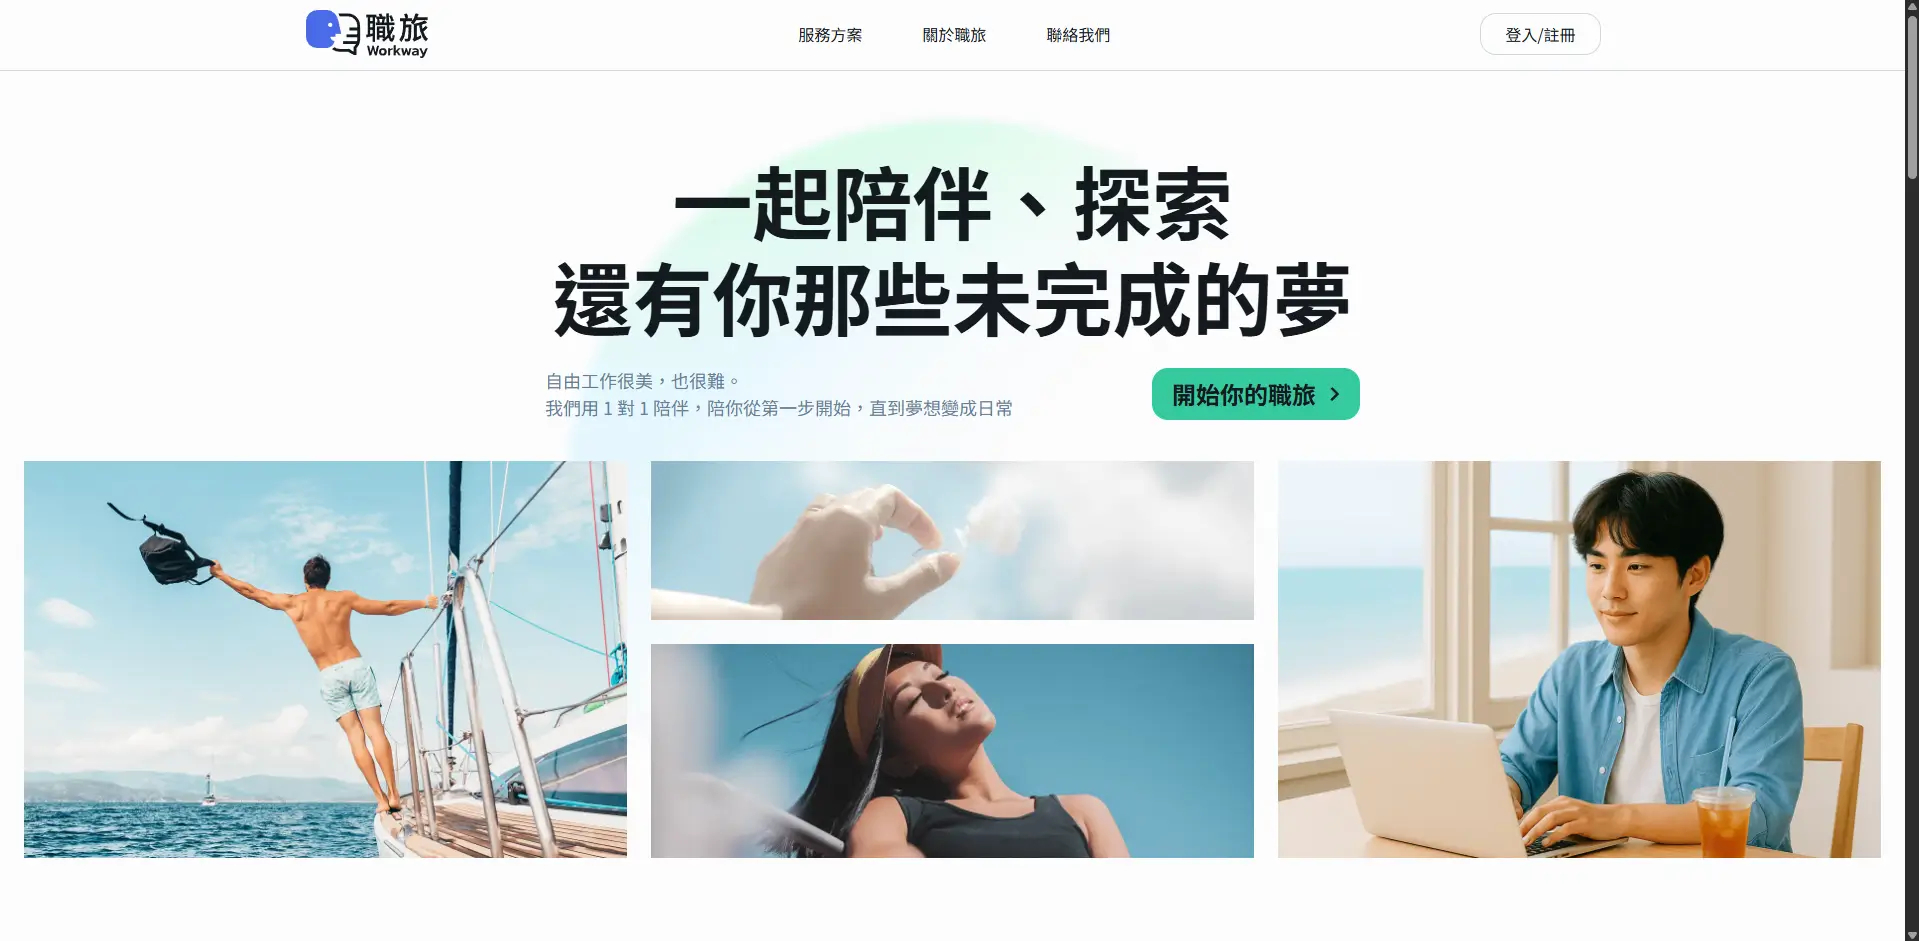 職旅
Workway
服務方案
關於職旅
聯絡我們
登入/註冊
一起陪伴、探索
還有你那些未完成的夢
自由工作很美，也很難。
我們用 1 對 1 陪伴，陪你從第一步開始，直到夢想變成日常
開始你的職旅